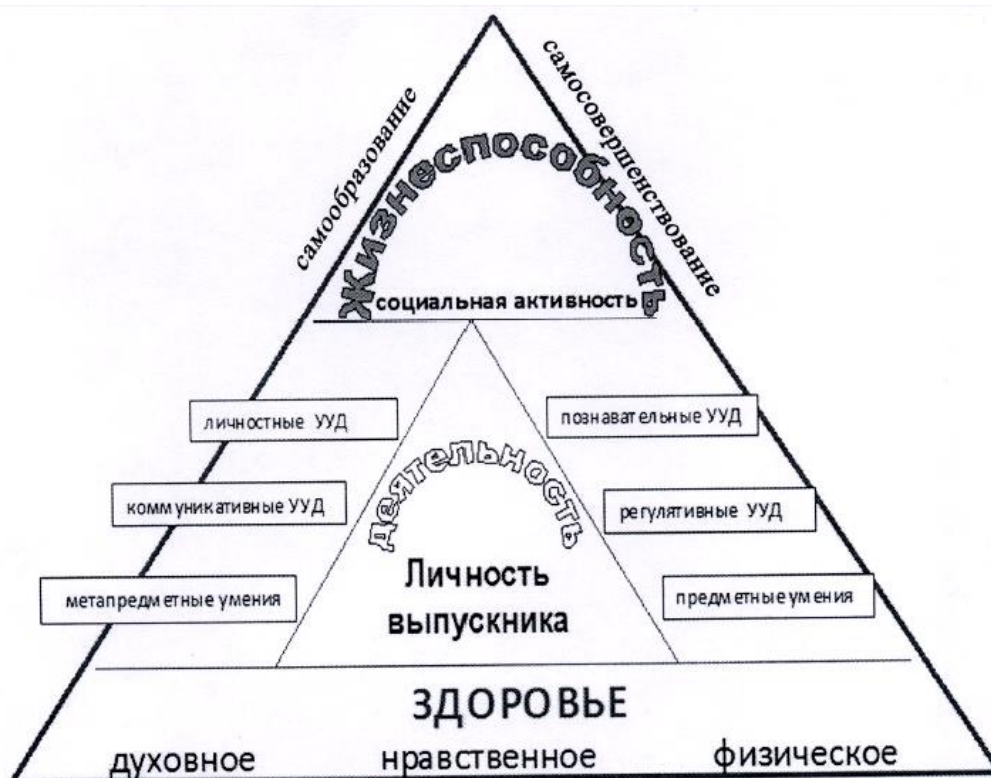 самообразование
самосовершенствование
Жизнеспособность
социальная активность
личностные УУД
познавательные УУД
деятельность
коммуникативные УУД
регулятивные УУД
Личность
выпускника
метапредметные умения
предметные умения
ЗДОРОВЬЕ
духовное нравственное физическое